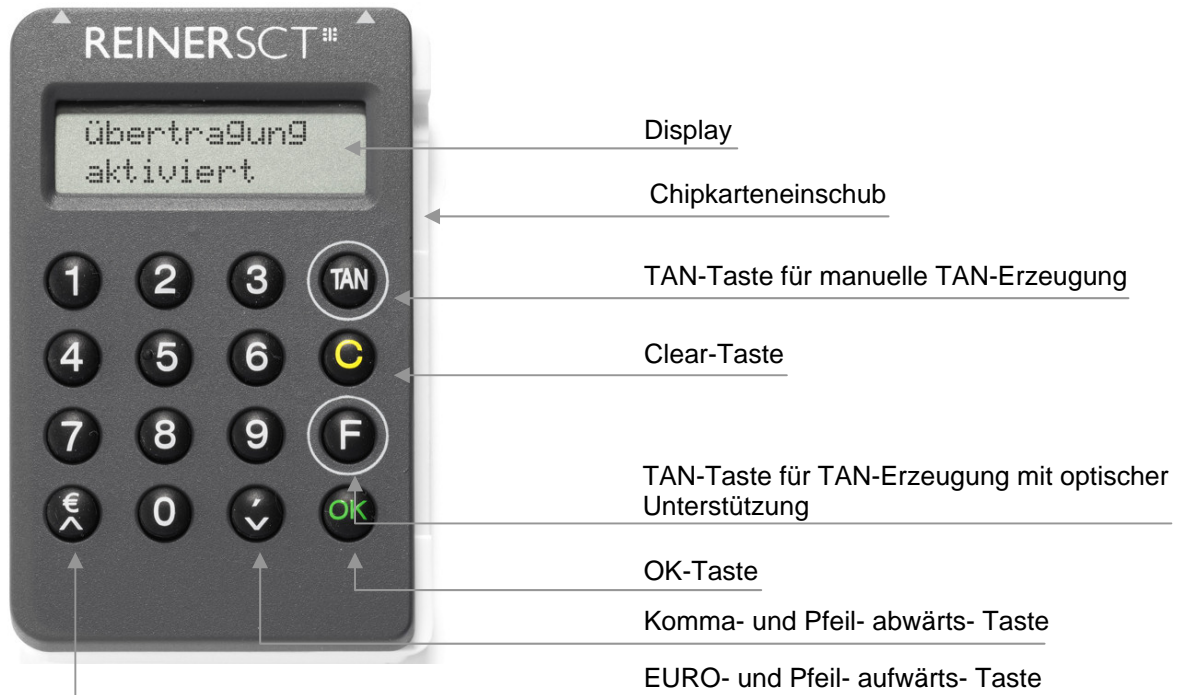 REINERSCT
übertragung
aktiviert
Display
Chipkarteneinschub
1 2 3 TAN
TAN-Taste für manuelle TAN-Erzeugung
4 5 6 C
Clear-Taste
7 8 9 F
TAN-Taste für TAN-Erzeugung mit optischer
Unterstützung
€ 0 , OK
OK-Taste
Komma- und Pfeil- abwärts- Taste
EURO- und Pfeil- aufwärts- Taste